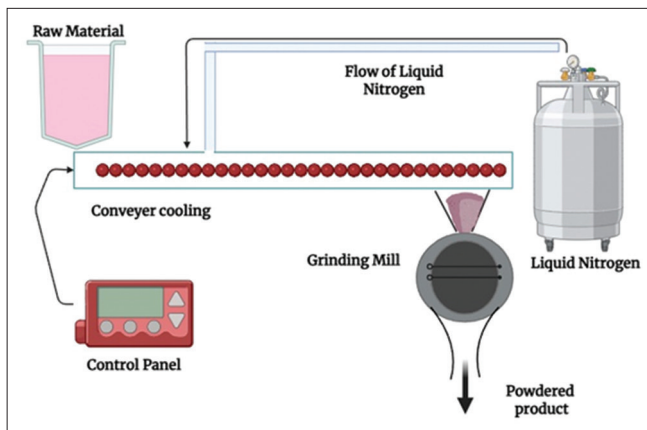 Raw Material
Flow of Liquid
Nitrogen
Conveyer cooling
Grinding Mill
Liquid Nitrogen
Control Panel
Powdered
product